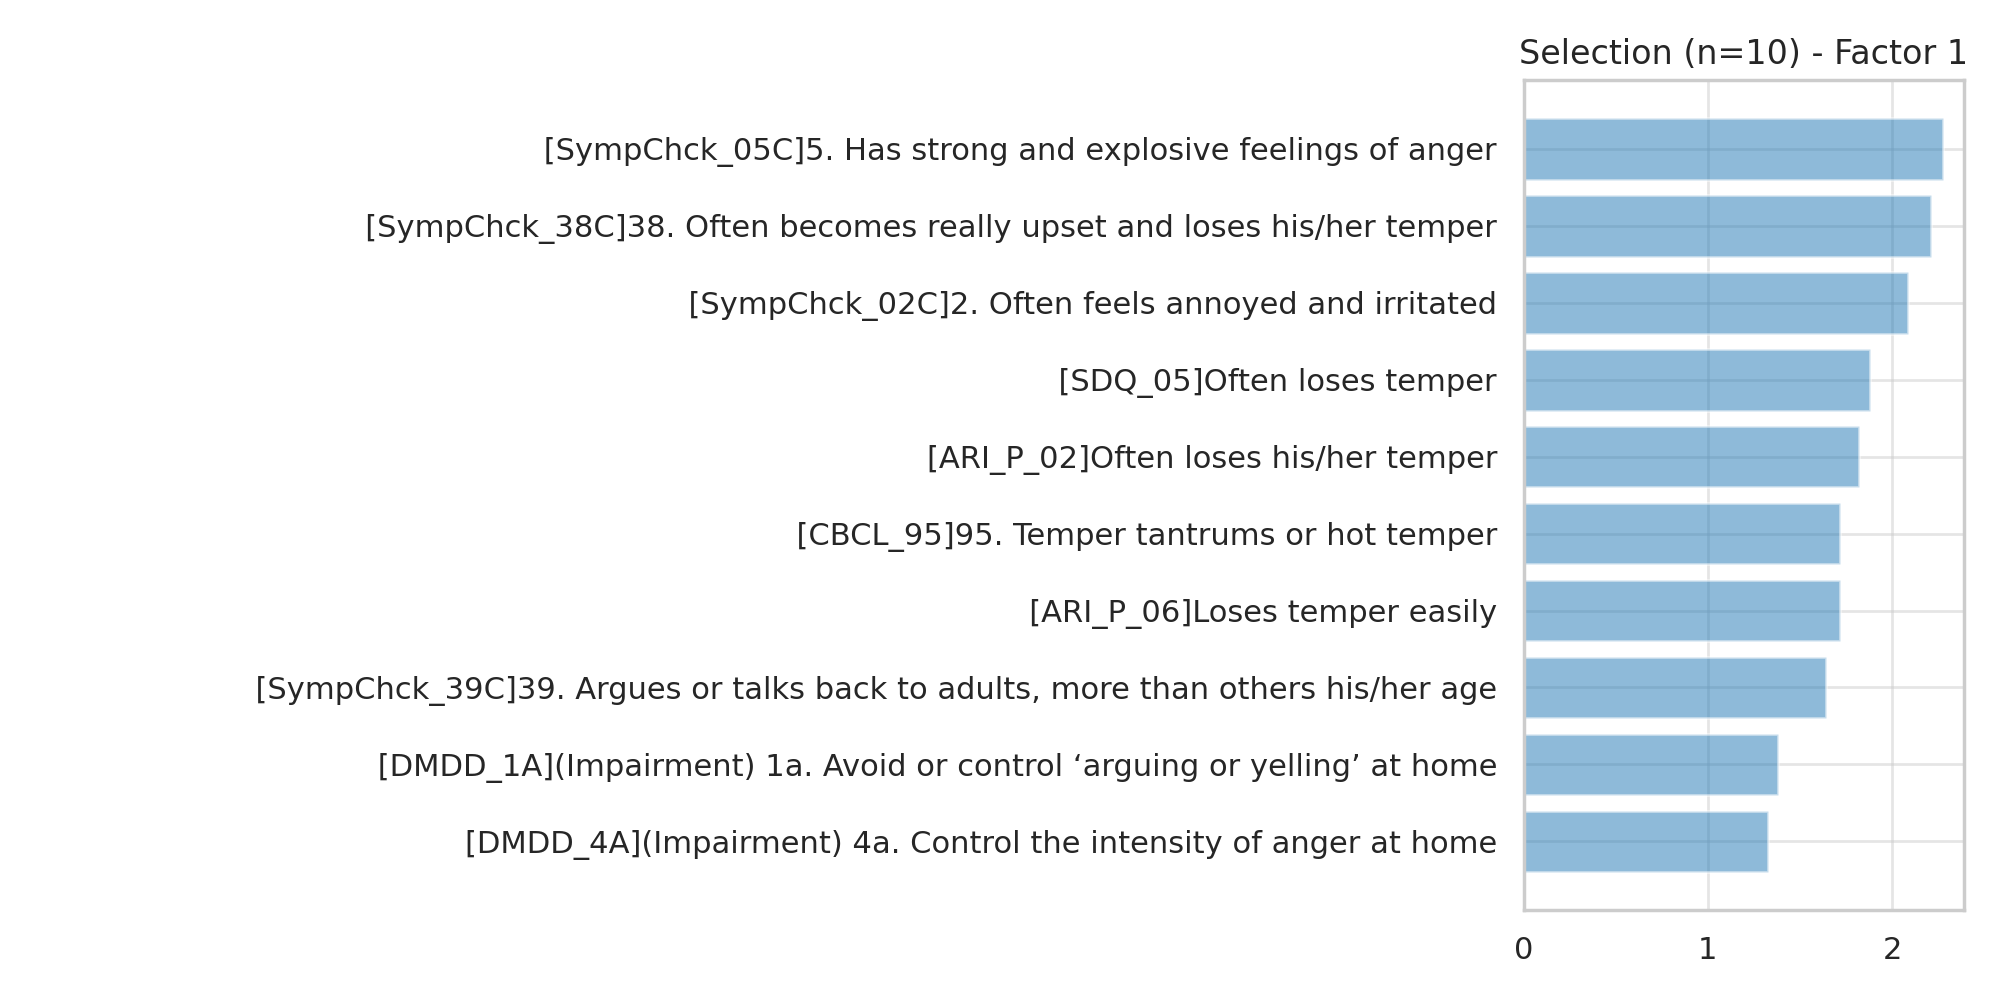 Selection (n=10) - Factor 1
[SympChck_05C]5. Has strong and explosive feelings of anger
[SympChck_38C]38. Often becomes really upset and loses his/her temper
[SympChck_02C]2. Often feels annoyed and irritated
[SDQ_05]Often loses temper
[ARI_P_02]Often loses his/her temper
[CBCL_95]95. Temper tantrums or hot temper
[ARI_P_06]Loses temper easily
[SympChck_39C]39. Argues or talks back to adults, more than others his/her age
[DMDD_1A](Impairment) 1a. Avoid or control ‘arguing or yelling’ at home
[DMDD_4A](Impairment) 4a. Control the intensity of anger at home
0 1 2